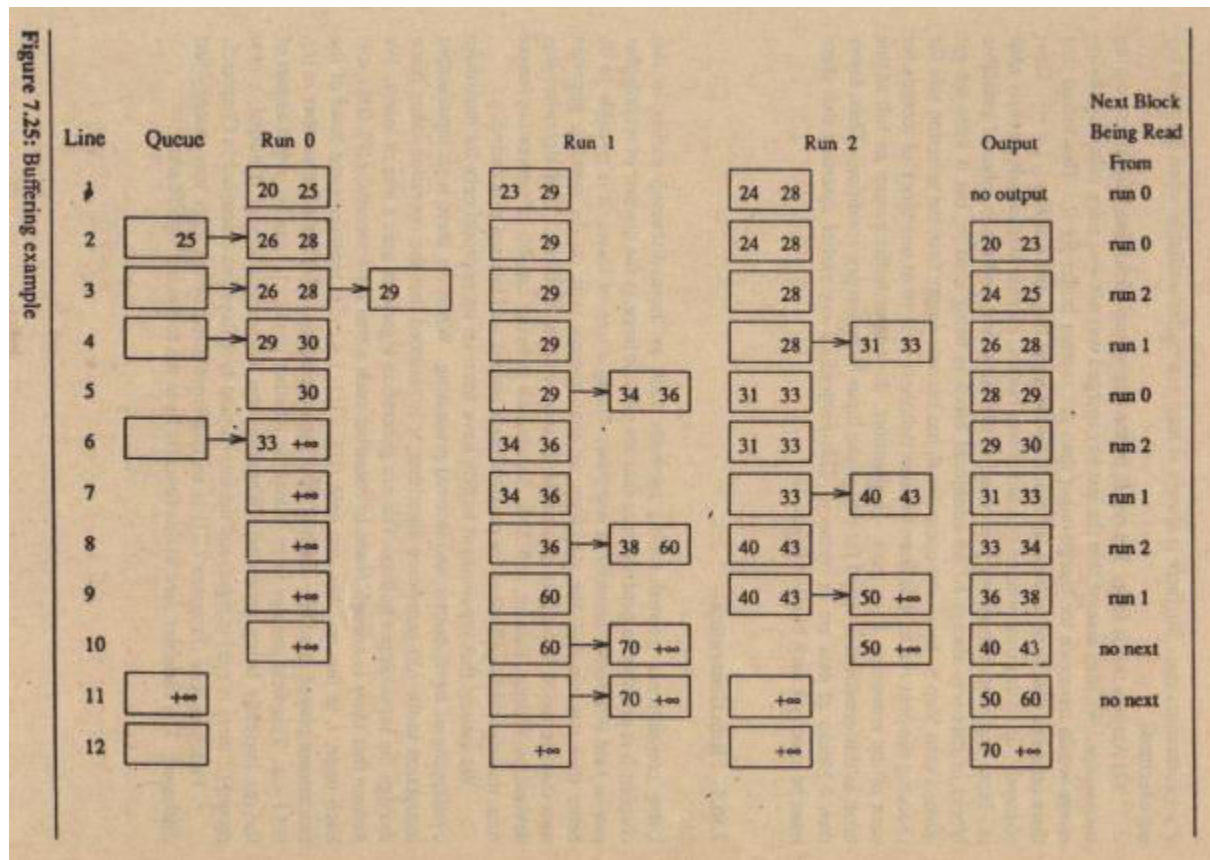 Figure 7.25: Buffering example
Next Block
Being Read
From
Line Queue Run 0 Run 1 Run 2 Output
1 20 25 23 29 24 28 no output run 0
2 25 26 28 29 24 28 20 23 run 0
3 26 28 29 29 28 24 25 run 2
4 29 30 29 28 31 33 26 28 run 1
5 30 29 34 36 31 33 28 29 run 0
6 33 +∞ 34 36 31 33 29 30 run 2
7 +∞ 34 36 33 40 43 31 33 run 1
8 +∞ 36 38 60 40 43 33 34 run 2
9 +∞ 60 40 43 50 +∞ 36 38 run 1
10 +∞ 60 70 +∞ 50 +∞ 40 43 no next
11 +∞ 70 +∞ +∞ 50 60 no next
12 +∞ +∞ 70 +∞